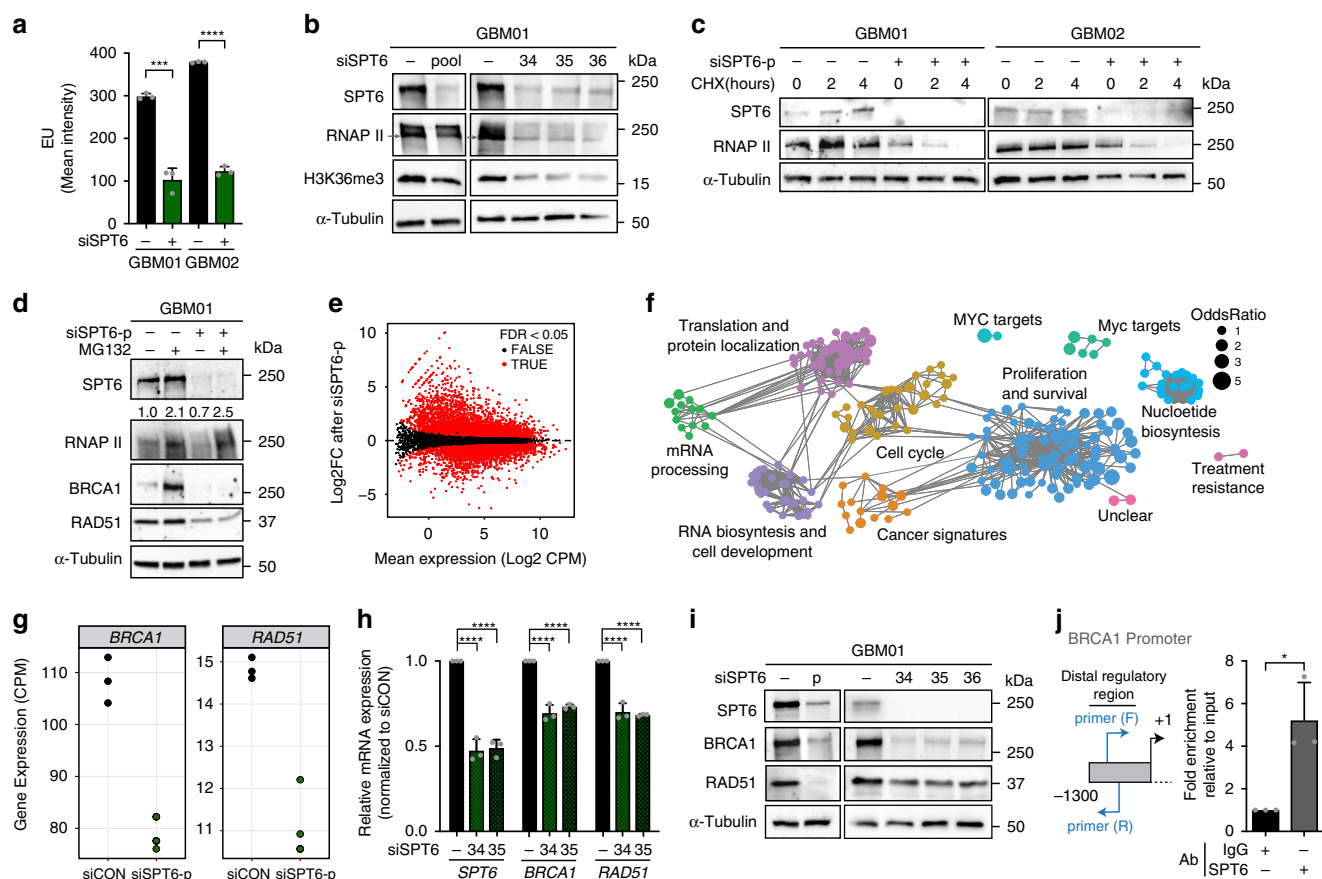 a
EU
(Mean intensity)
400
300
200
100
0
*** ****
– + – +
siSPT6
GBM01 GBM02
b
GBM01
siSPT6 – pool – 34 35 36 kDa
SPT6 250
RNAP II 250
H3K36me3 15
α-Tubulin 50
c
GBM01 GBM02
siSPT6-p – – – + + + – – – + + +
CHX(hours) 0 2 4 0 2 4 0 2 4 0 2 4 kDa
SPT6 250
RNAP II 250
α-Tubulin 50
d
GBM01
siSPT6-p – – + +
MG132 – + – + kDa
SPT6 250
1.0 2.1 0.7 2.5
RNAP II 250
BRCA1 250
RAD51 37
α-Tubulin 50
e
Log2FC after siSPT6-p
10
5
0
−5
FDR < 0.05
FALSE
TRUE
0 5 10
Mean expression (Log2 CPM)
f
Translation and
protein localization
MYC targets
Myc targets
OddsRatio
1
2
3
5
Proliferation
and survival
Nucloetide
biosyntesis
mRNA
processing
Cell cycle
Treatment
resistance
Unclear
RNA biosyntesis and
cell development
Cancer signatures
g
Gene Expression (CPM)
BRCA1 RAD51
110
100
90
80
15
14
13
12
11
siCON siSPT6-p siCON siSPT6-p
h
Relative mRNA expression
(normalized to siCON)
1.0
0.5
0.0
**** **** ****
**** **** ****
siSPT6 – 34 35 – 34 35 – 34 35
SPT6 BRCA1 RAD51
i
GBM01
siSPT6 – p – 34 35 36 kDa
SPT6 250
BRCA1 250
RAD51 37
α-Tubulin 50
j
BRCA1 Promoter
Distal regulatory
region
primer (F)
+1
−1300
primer (R)
Fold enrichment
relative to input
8
6
4
2
0
*
Ab
IgG + –
SPT6 – +